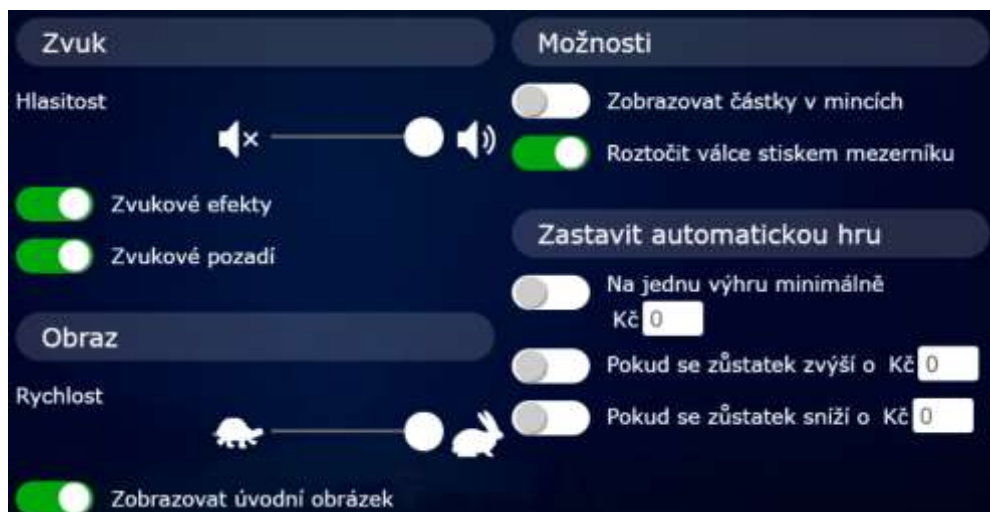 Zvuk
Hlasitost
Zvukové efekty
Zvukové pozadí
Obraz
Rychlost
Zobrazovat úvodní obrázek
Možnosti
Zobrazovat částky v mincích
Roztočit válce stiskem mezerníku
Zastavit automatickou hru
Na jednu výhru minimálně
Kč 0
Pokud se zůstatek zvýší o Kč 0
Pokud se zůstatek sníží o Kč 0